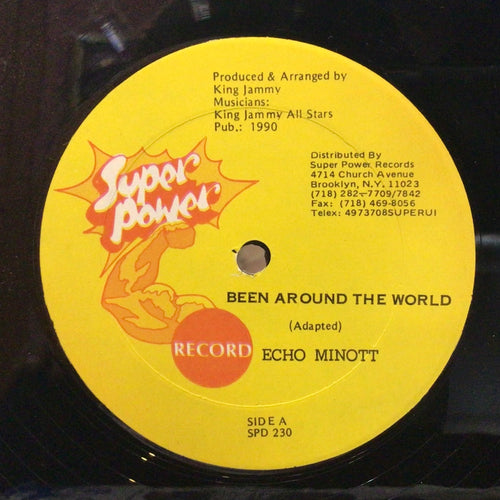 Produced & Arranged by
King Jammy
Musicians:
King Jammy All Stars
Pub.: 1990
Distributed By
Super Power Records
4714 Church Avenue
Brooklyn, N.Y. 11023
(718) 282-7709/7842
Fax: (718) 469-8056
Telex: 4973708SUPERUI
Super
Power
BEEN AROUND THE WORLD
(Adapted)
RECORD
ECHO MINOTT
SIDE A
SPD 230